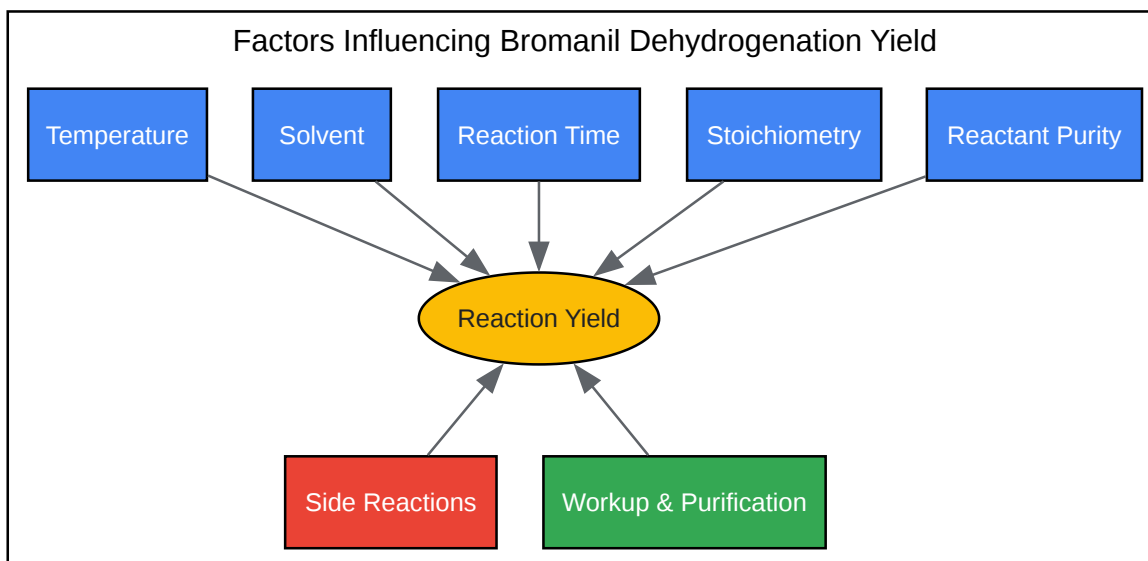 Factors Influencing Bromanil Dehydrogenation Yield
Temperature
Solvent
Reaction Time
Stoichiometry
Reactant Purity
Reaction Yield
Side Reactions
Workup & Purification